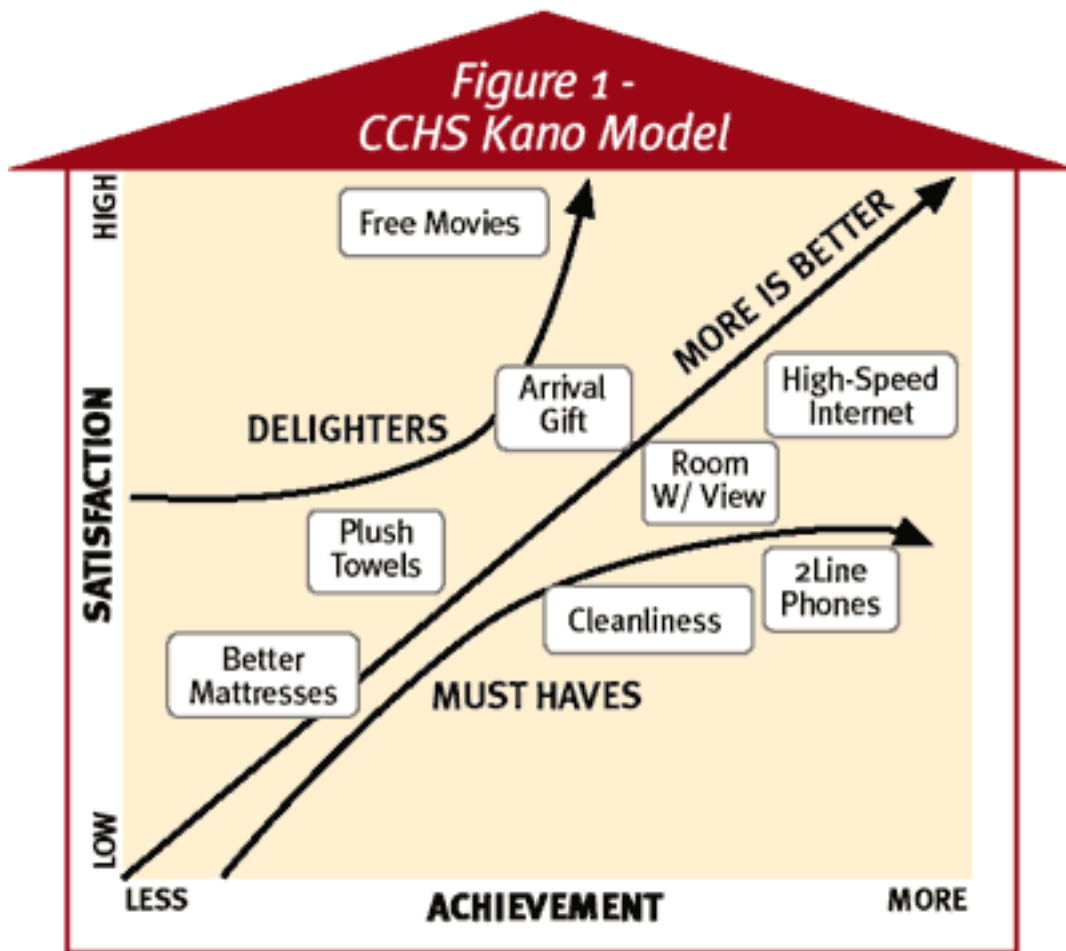 Figure 1 -
CCHS Kano Model
HIGH
Free Movies
MORE IS BETTER
Arrival
Gift
High-Speed
Internet
DELIGHTERS
Room
W/ View
SATISFACTION
Plush
Towels
2Line
Phones
Cleanliness
Better
Mattresses
MUST HAVES
LOW
LESS
ACHIEVEMENT
MORE